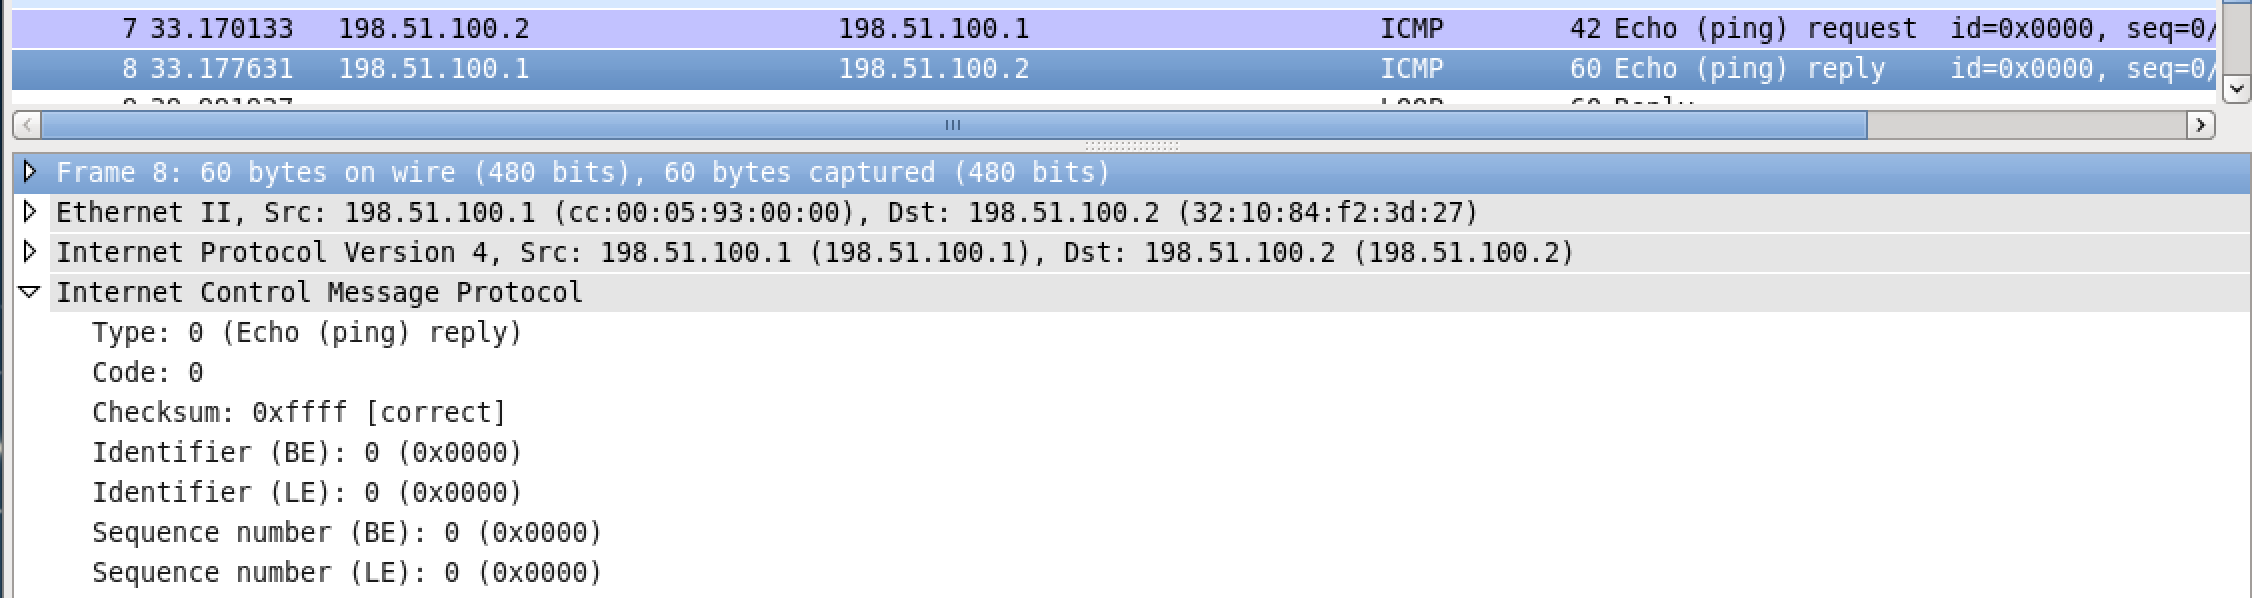 7 33.170133 198.51.100.2 198.51.100.1 ICMP 42 Echo (ping) request id=0x0000, seq=0/
8 33.177631 198.51.100.1 198.51.100.2 ICMP 60 Echo (ping) reply id=0x0000, seq=0/
LOOP 60 Reply
Frame 8: 60 bytes on wire (480 bits), 60 bytes captured (480 bits)
Ethernet II, Src: 198.51.100.1 (cc:00:05:93:00:00), Dst: 198.51.100.2 (32:10:84:f2:3d:27)
Internet Protocol Version 4, Src: 198.51.100.1 (198.51.100.1), Dst: 198.51.100.2 (198.51.100.2)
Internet Control Message Protocol
Type: 0 (Echo (ping) reply)
Code: 0
Checksum: 0xffff [correct]
Identifier (BE): 0 (0x0000)
Identifier (LE): 0 (0x0000)
Sequence number (BE): 0 (0x0000)
Sequence number (LE): 0 (0x0000)